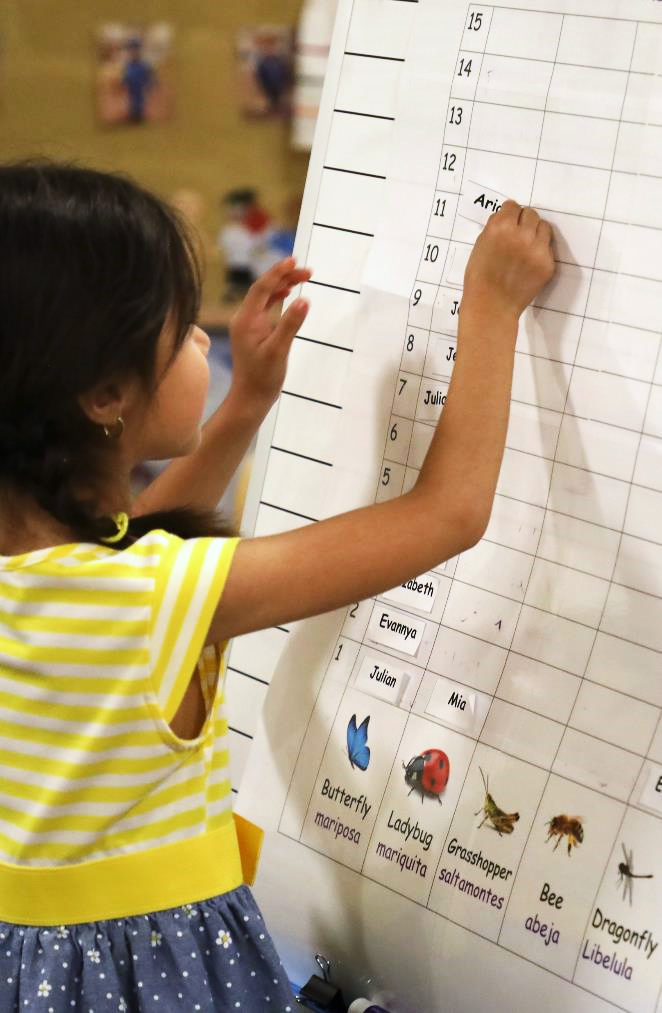 15
14
13
12
11
10
9
8
7 Julia
6
5
2 Evannya
1 Julian Mia
Butterfly
mariposa
Ladybug
mariquita
Grasshopper
saltamontes
Bee
abeja
Dragonfly
Libelula